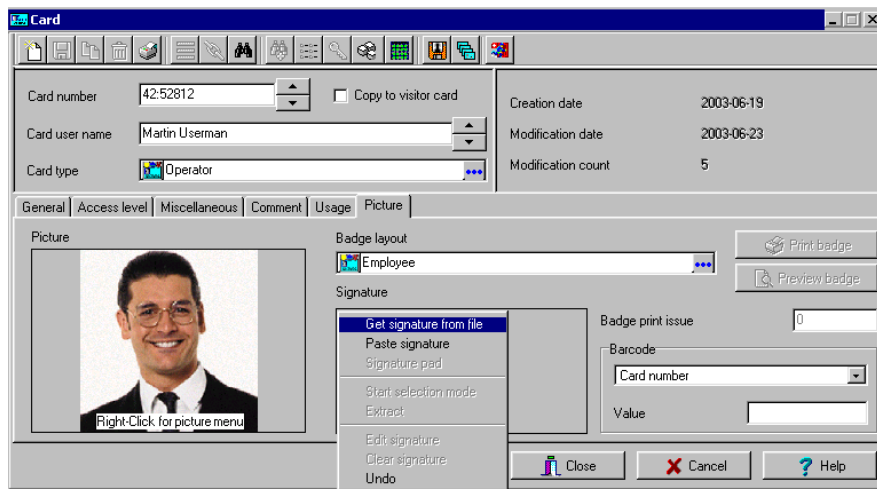 Card
Card number 42:52812 Copy to visitor card
Card user name Martin Userman
Card type Operator
Creation date 2003-06-19
Modification date 2003-06-23
Modification count 5
General Access level Miscellaneous Comment Usage Picture
Picture
Right-Click for picture menu
Badge layout
Employee
Signature
Get signature from file
Paste signature
Signature pad
Start selection mode
Extract
Edit signature
Clear signature
Undo
Print badge
Preview badge
Badge print issue 0
Barcode
Card number
Value
Close Cancel Help